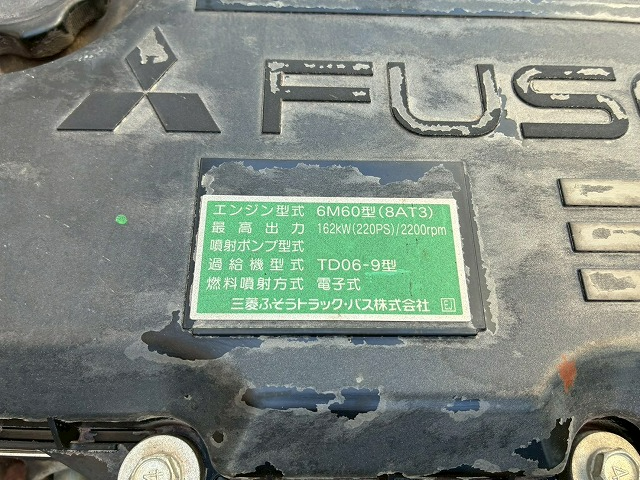 FUSO
エンジン型式 6M60型(8AT3)
最高出力 162kW(220PS)/2200rpm
噴射ポンプ型式
過給機型式 TD06-9型
燃料噴射方式 電子式
三菱ふそうトラック・バス株式会社 EJ